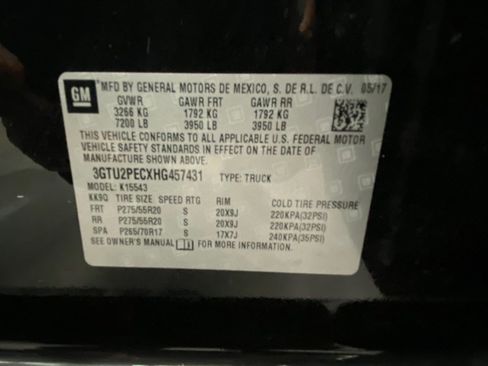 GM
MFD BY GENERAL MOTORS DE MEXICO, S. DE R.L. DE C.V. 05/17
GVWR GAWR FRT GAWR RR
3266 KG 1792 KG 1792 KG
7200 LB 3950 LB 3950 LB
THIS VEHICLE CONFORMS TO ALL APPLICABLE U.S. FEDERAL MOTOR
VEHICLE SAFETY STANDARDS IN EFFECT ON THE DATE OF
MANUFACTURE SHOWN ABOVE.
3GTU2PECXHG457431 TYPE: TRUCK
MODEL: K15543
KK9Q TIRE SIZE SPEED RTG RIM COLD TIRE PRESSURE
FRT P275/55R20 S 20X9J 220KPA(32PSI)
RR P275/55R20 S 20X9J 220KPA(32PSI)
SPA P265/70R17 S 17X7J 240KPA(35PSI)
SEE OWNER'S MANUAL FOR MORE INFORMATION.